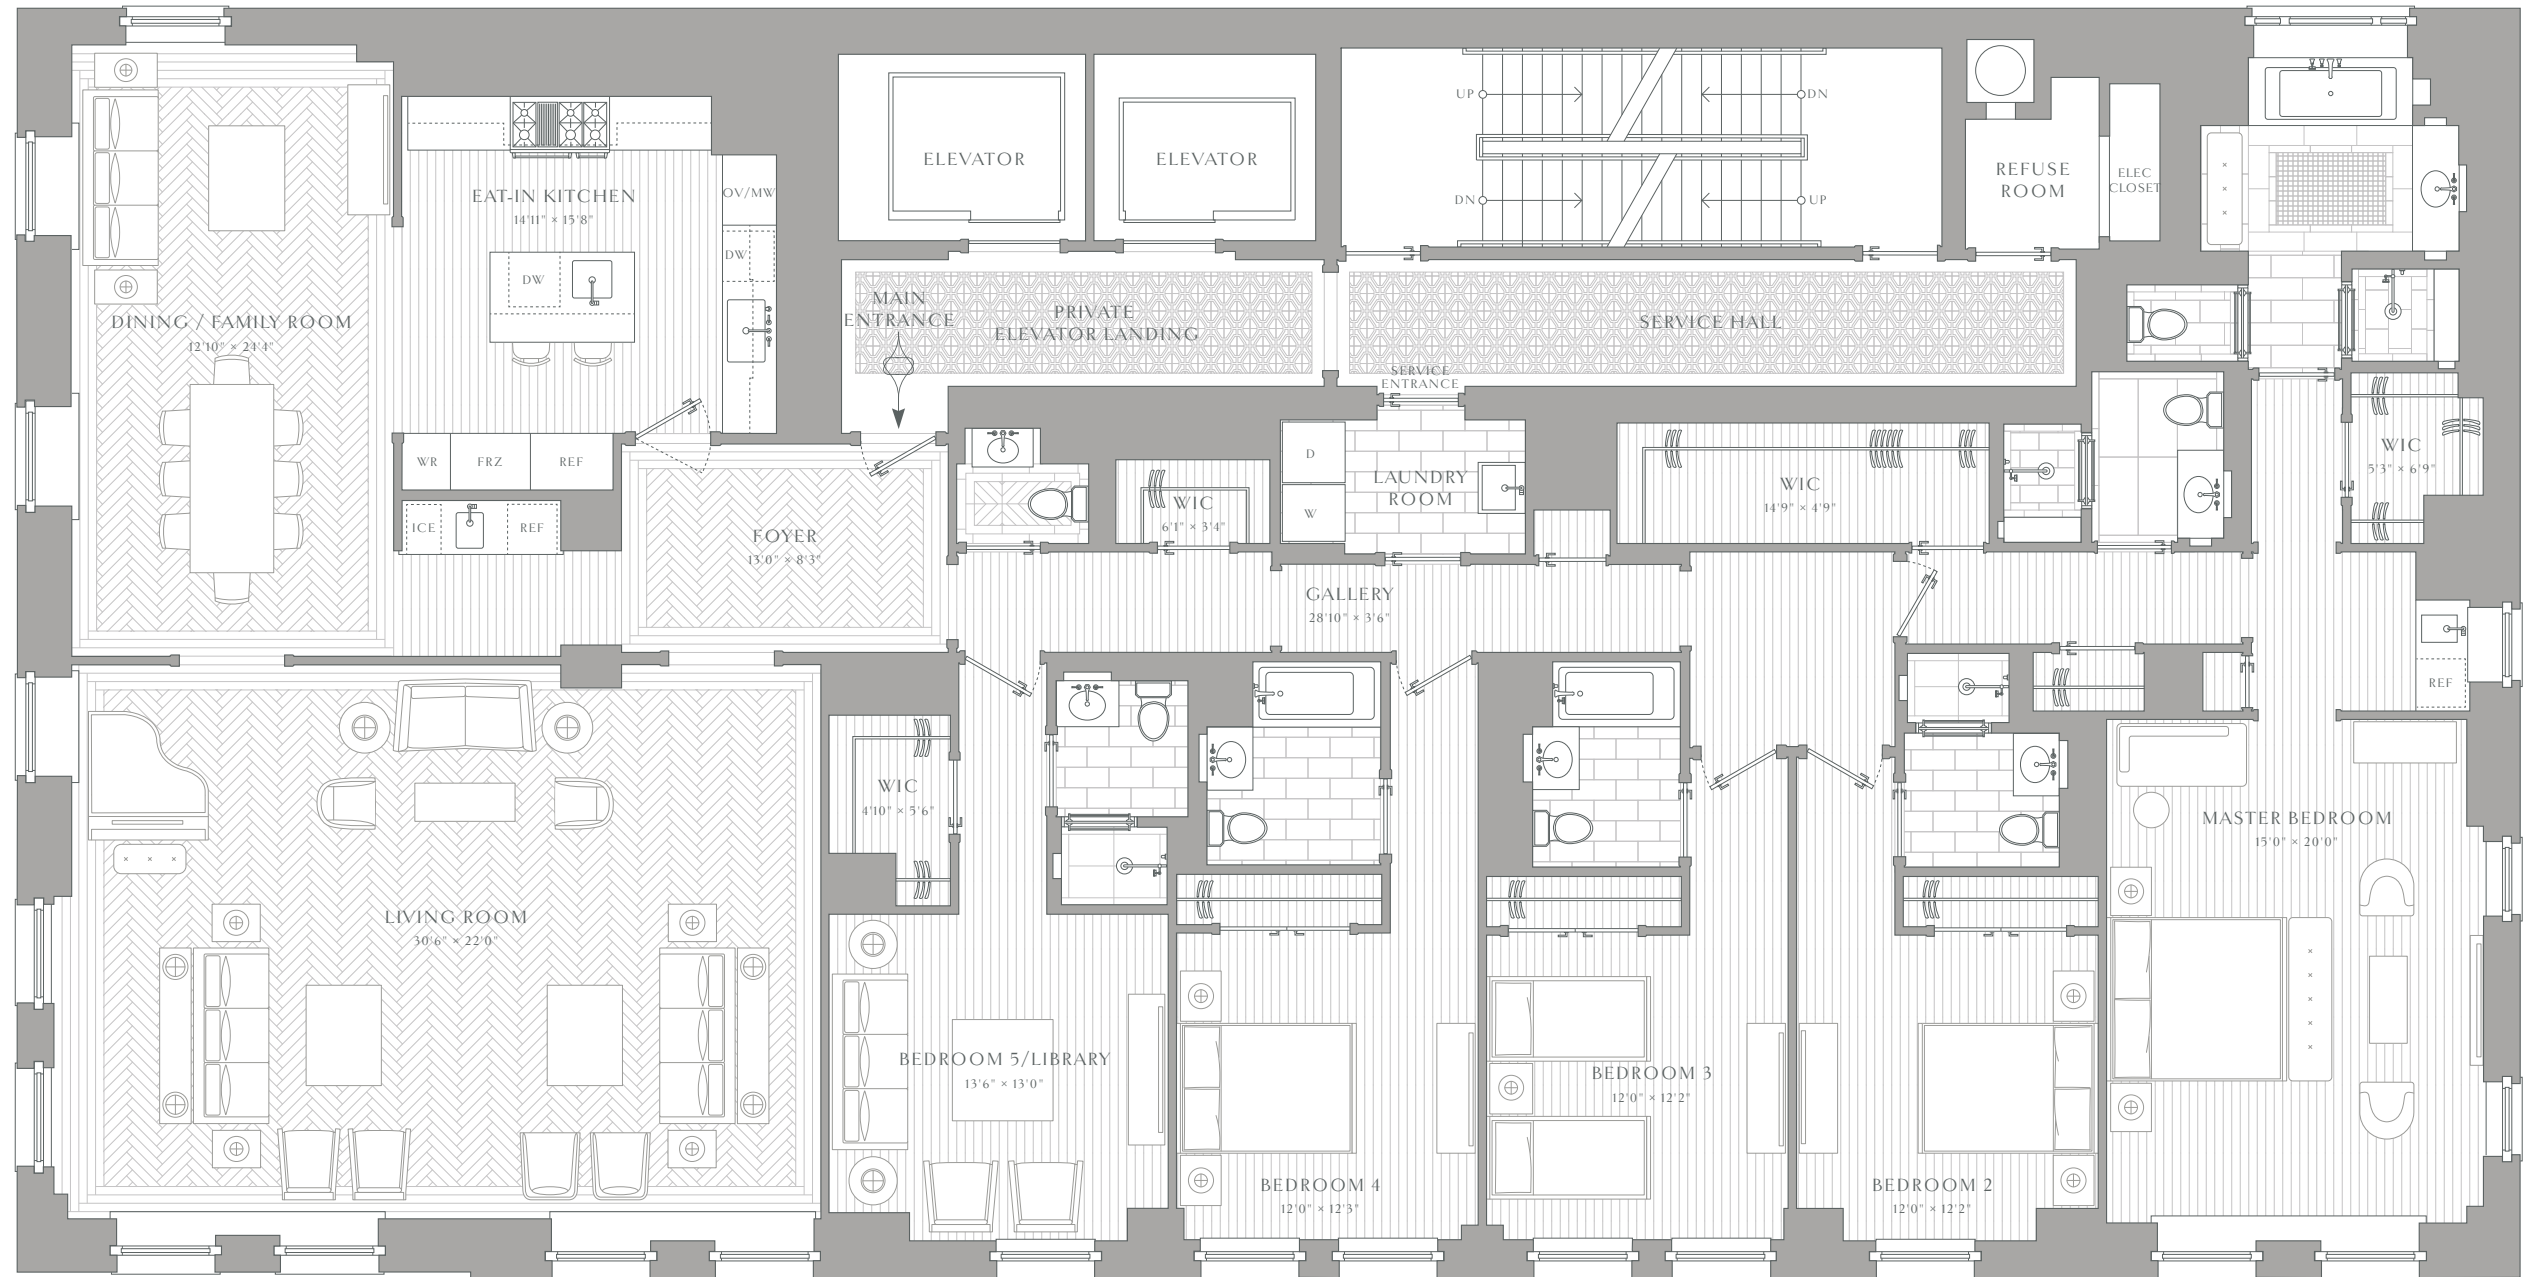 UP
DN
ELEVATOR
ELEVATOR
REFUSE
ROOM
ELEC
CLOSET
EAT-IN KITCHEN
14'11" × 15'8"
OV/MW
DN
UP
DW
DW
MAIN
ENTRANCE
PRIVATE
ELEVATOR LANDING
SERVICE HALL
DINING / FAMILY ROOM
12'10" × 24'4"
SERVICE
ENTRANCE
WR
FRZ
REF
D
LAUNDRY
ROOM
W
WIC
6'1" × 3'4"
WIC
14'9" × 4'9"
WIC
5'3" × 6'9"
ICE
REF
FOYER
13'0" × 8'3"
GALLERY
28'10" × 3'6"
REF
WIC
4'10" × 5'6"
MASTER BEDROOM
15'0" × 20'0"
LIVING ROOM
30'6" × 22'0"
BEDROOM 5/LIBRARY
13'6" × 13'0"
BEDROOM 3
12'0" × 12'2"
BEDROOM 4
12'0" × 12'3"
BEDROOM 2
12'0" × 12'2"